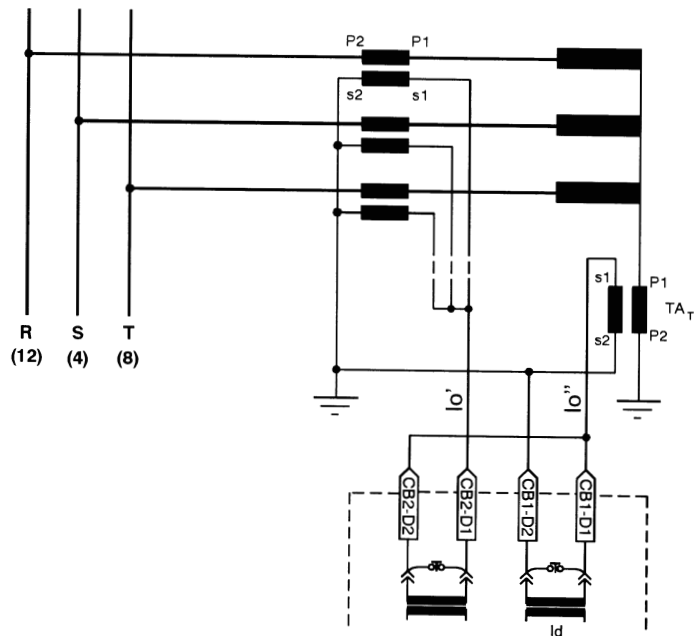 P2 P1
s2 s1
s1 P1
TA T
s2 P2
R S T
(12) (4) (8)
Io' Io"
CB2-D2 CB2-D1 CB1-D2 CB1-D1
Id